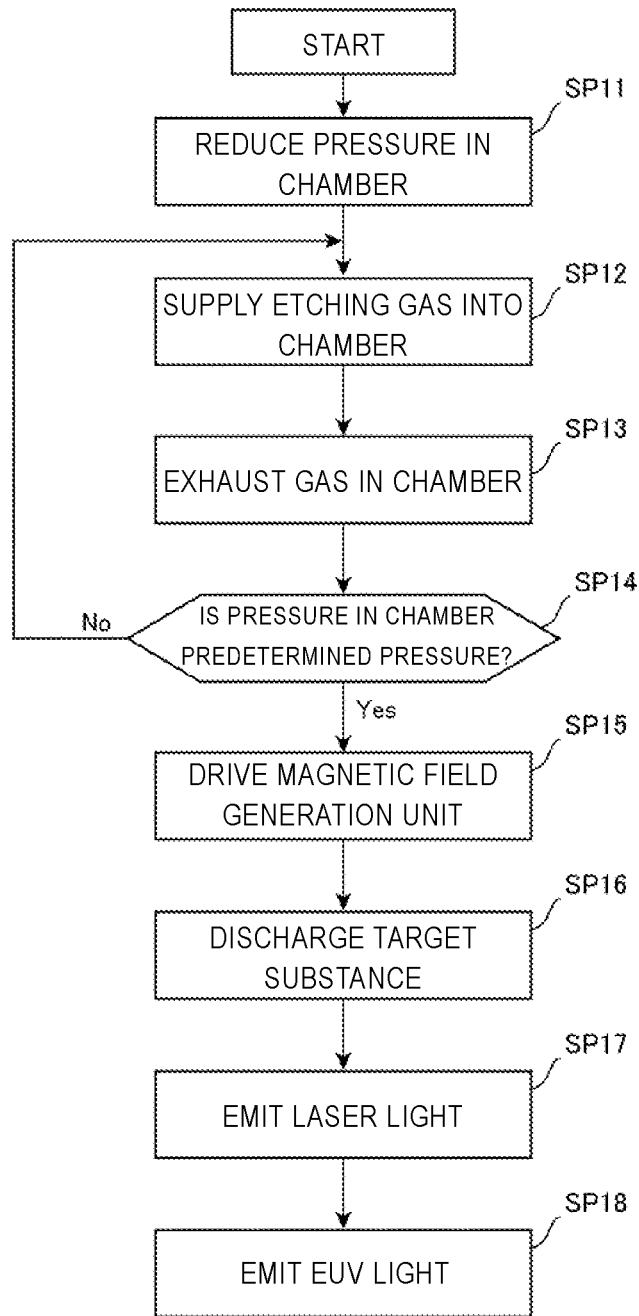 START
SP11
REDUCE PRESSURE IN
CHAMBER
SP12
SUPPLY ETCHING GAS INTO
CHAMBER
SP13
EXHAUST GAS IN CHAMBER
SP14
IS PRESSURE IN CHAMBER
PREDETERMINED PRESSURE?
No
Yes
SP15
DRIVE MAGNETIC FIELD
GENERATION UNIT
SP16
DISCHARGE TARGET
SUBSTANCE
SP17
EMIT LASER LIGHT
SP18
EMIT EUV LIGHT